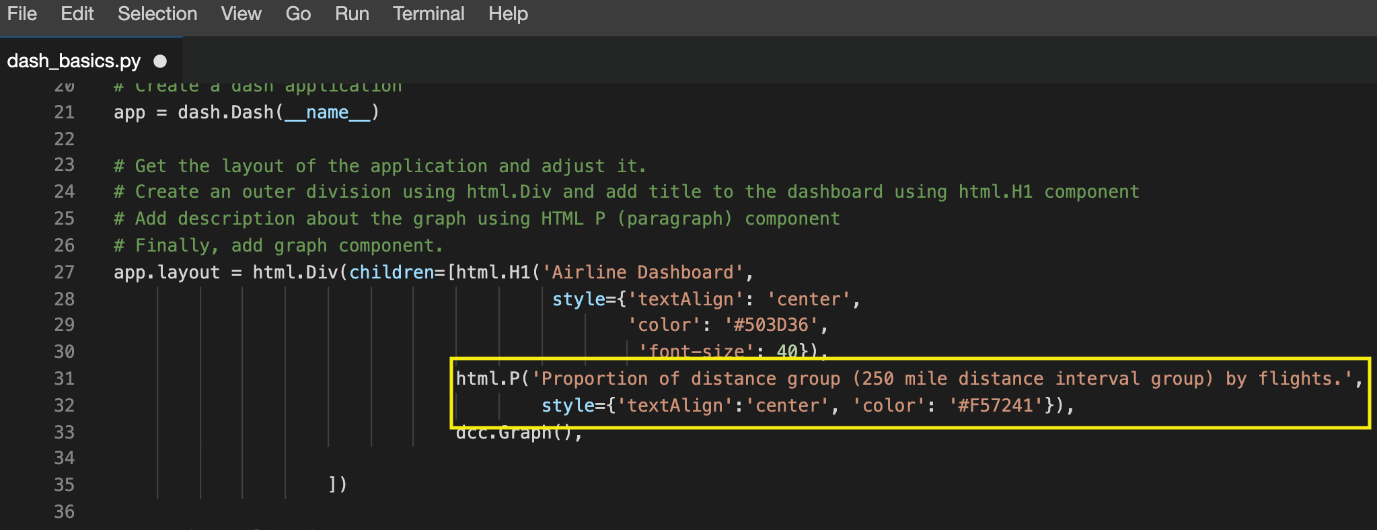 File Edit Selection View Go Run Terminal Help
dash_basics.py
20 # Create a dash application
21 app = dash.Dash(__name__)
22
23 # Get the layout of the application and adjust it.
24 # Create an outer division using html.Div and add title to the dashboard using html.H1 component
25 # Add description about the graph using HTML P (paragraph) component
26 # Finally, add graph component.
27 app.layout = html.Div(children=[html.H1('Airline Dashboard',
28 style={'textAlign': 'center',
29 'color': '#503D36',
30 'font-size': 40}),
31 html.P('Proportion of distance group (250 mile distance interval group) by flights.',
32 style={'textAlign':'center', 'color': '#F57241'}),
33 dcc.Graph(),
34
35 ])
36